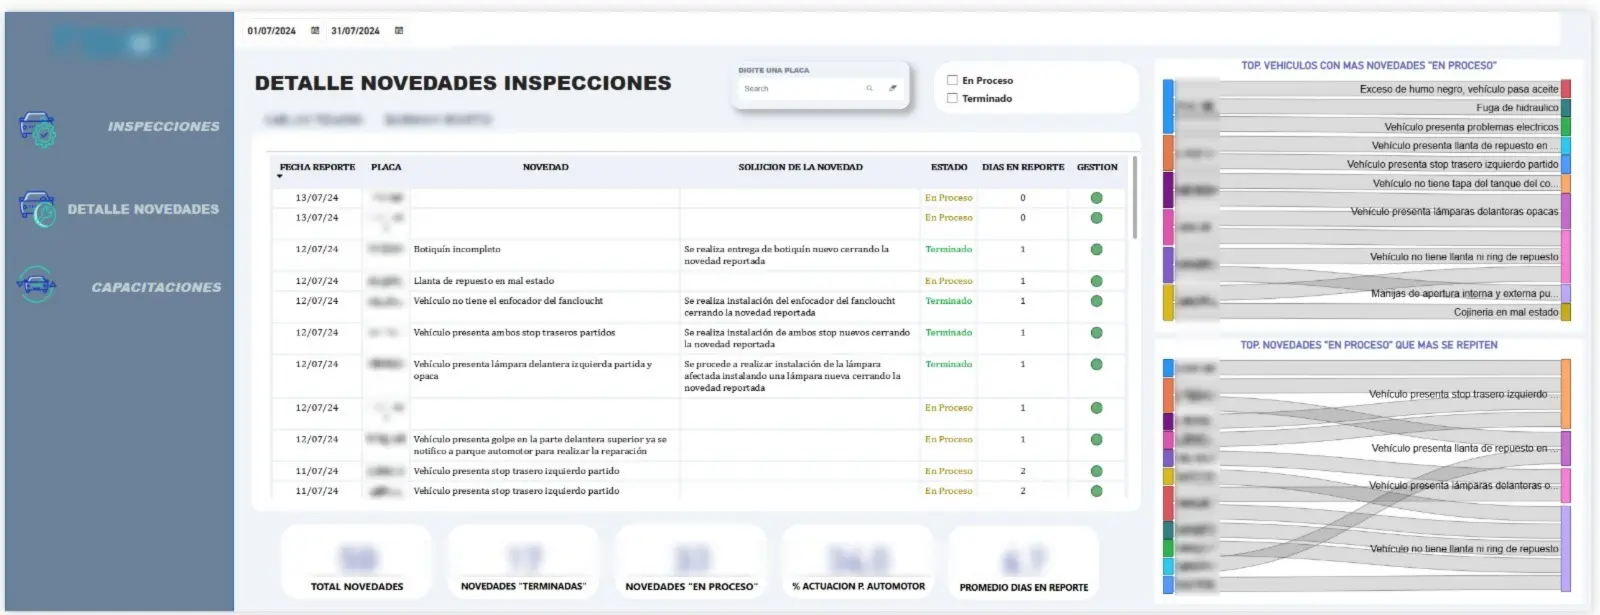 01/07/2024 31/07/2024
INSPECCIONES
DETALLE NOVEDADES
CAPACITACIONES
DETALLE NOVEDADES INSPECCIONES
DIGITE UNA PLACA
Search
En Proceso
Terminado
FECHA REPORTE PLACA NOVEDAD SOLUCION DE LA NOVEDAD ESTADO DIAS EN REPORTE GESTION
13/07/24 En Proceso 0
13/07/24 En Proceso 0
12/07/24 Botiquín incompleto Se realiza entrega de botiquín nuevo cerrando la Terminado 1
novedad reportada
12/07/24 Llanta de repuesto en mal estado En Proceso 1
12/07/24 Vehículo no tiene el enfocador del fancloucht Se realiza instalación del enfocador del fancloucht Terminado 1
cerrando la novedad reportada
12/07/24 Vehículo presenta ambos stop traseros partidos Se realiza instalación de ambos stop nuevos cerrando Terminado 1
la novedad reportada
12/07/24 Vehículo presenta lámpara delantera izquierda partida y Se procede a realizar instalación de la lámpara Terminado 1
opaca afectada instalando una lámpara nueva cerrando la
novedad reportada
12/07/24 En Proceso 1
12/07/24 Vehículo presenta golpe en la parte delantera superior ya se En Proceso 1
notifico a parque automotor para realizar la reparación
11/07/24 Vehículo presenta stop trasero izquierdo partido En Proceso 2
11/07/24 Vehículo presenta stop trasero izquierdo partido En Proceso 2
TOTAL NOVEDADES
NOVEDADES "TERMINADAS"
NOVEDADES "EN PROCESO"
% ACTUACION P. AUTOMOTOR
PROMEDIO DIAS EN REPORTE
TOP. VEHICULOS CON MAS NOVEDADES "EN PROCESO"
Exceso de humo negro, vehículo pasa aceite
Fuga de hidraulico
Vehículo presenta problemas electricos
Vehículo presenta llanta de repuesto en ...
Vehículo presenta stop trasero izquierdo partido
Vehículo no tiene tapa del tanque del co...
Vehículo presenta lámparas delanteras opacas
Vehículo no tiene llanta ni ring de repuesto
Manijas de apertura interna y externa pu...
Cojineria en mal estado
TOP. NOVEDADES "EN PROCESO" QUE MAS SE REPITEN
Vehículo presenta stop trasero izquierdo ...
Vehículo presenta llanta de repuesto en ...
Vehículo presenta lámparas delanteras o...
Vehículo no tiene llanta ni ring de repuesto